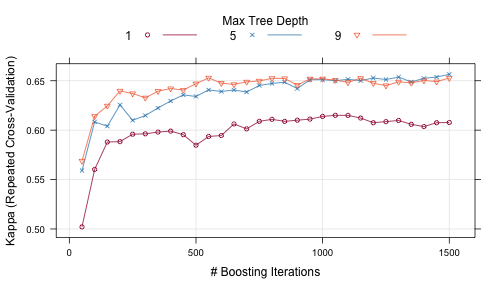 Max Tree Depth
1 5 9
Kappa (Repeated Cross-Validation)
0.65
0.60
0.55
0.50
0 500 1000 1500
# Boosting Iterations